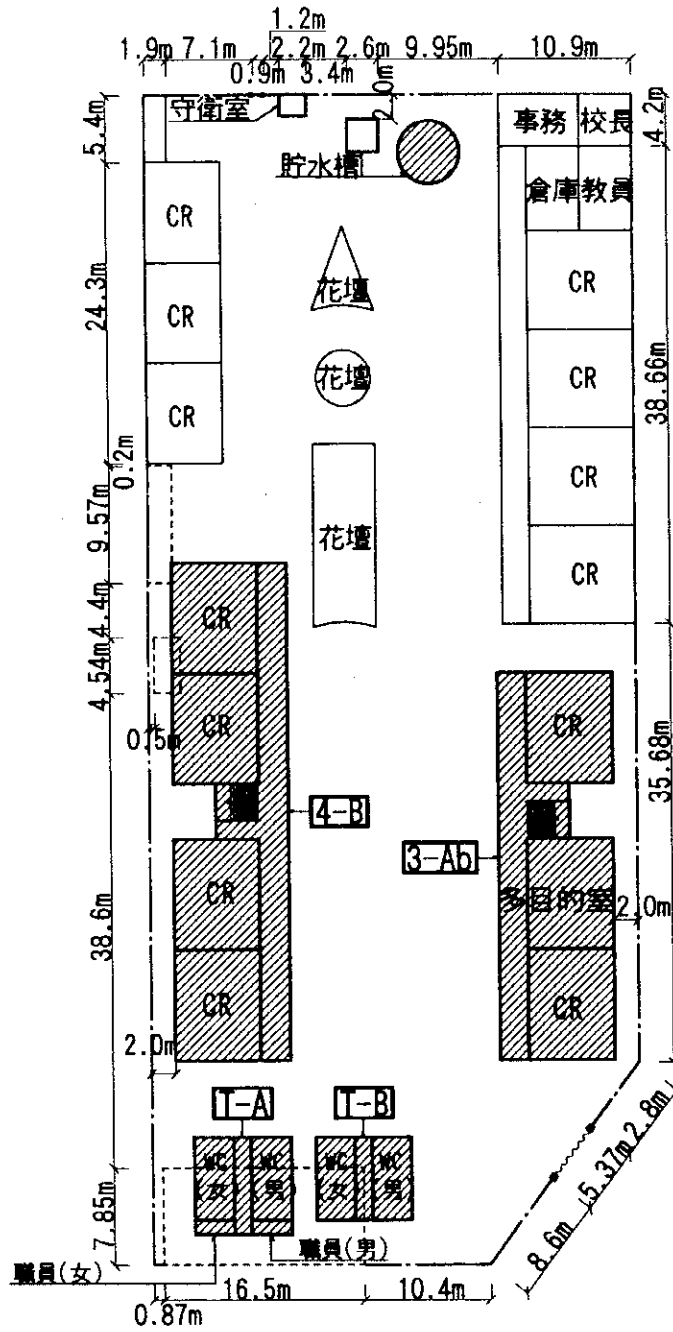 1.2m
1.9m 7.1m 2.2m 2.6m 9.95m 10.9m
0.9m 3.4m
守衛室
2.0m
事務 校長
4.2m
5.4m
貯水槽
倉庫 教員
CR
CR
24.3m
花壇
CR
CR
花壇
38.66m
CR
CR
0.2m
9.57m
花壇
CR
CR
4.4m
4.54m
CR
CR
0.5m
35.68m
4-B
3-Ab
CR
多目的室
2.0m
38.6m
CR
CR
2.0m
T-A
T-B
2.8m
WC WC
(女) (男)
WC WC
(女) (男)
5.37m
7.85m
8.6m
職員(男)
職員(女)
16.5m 10.4m
0.87m